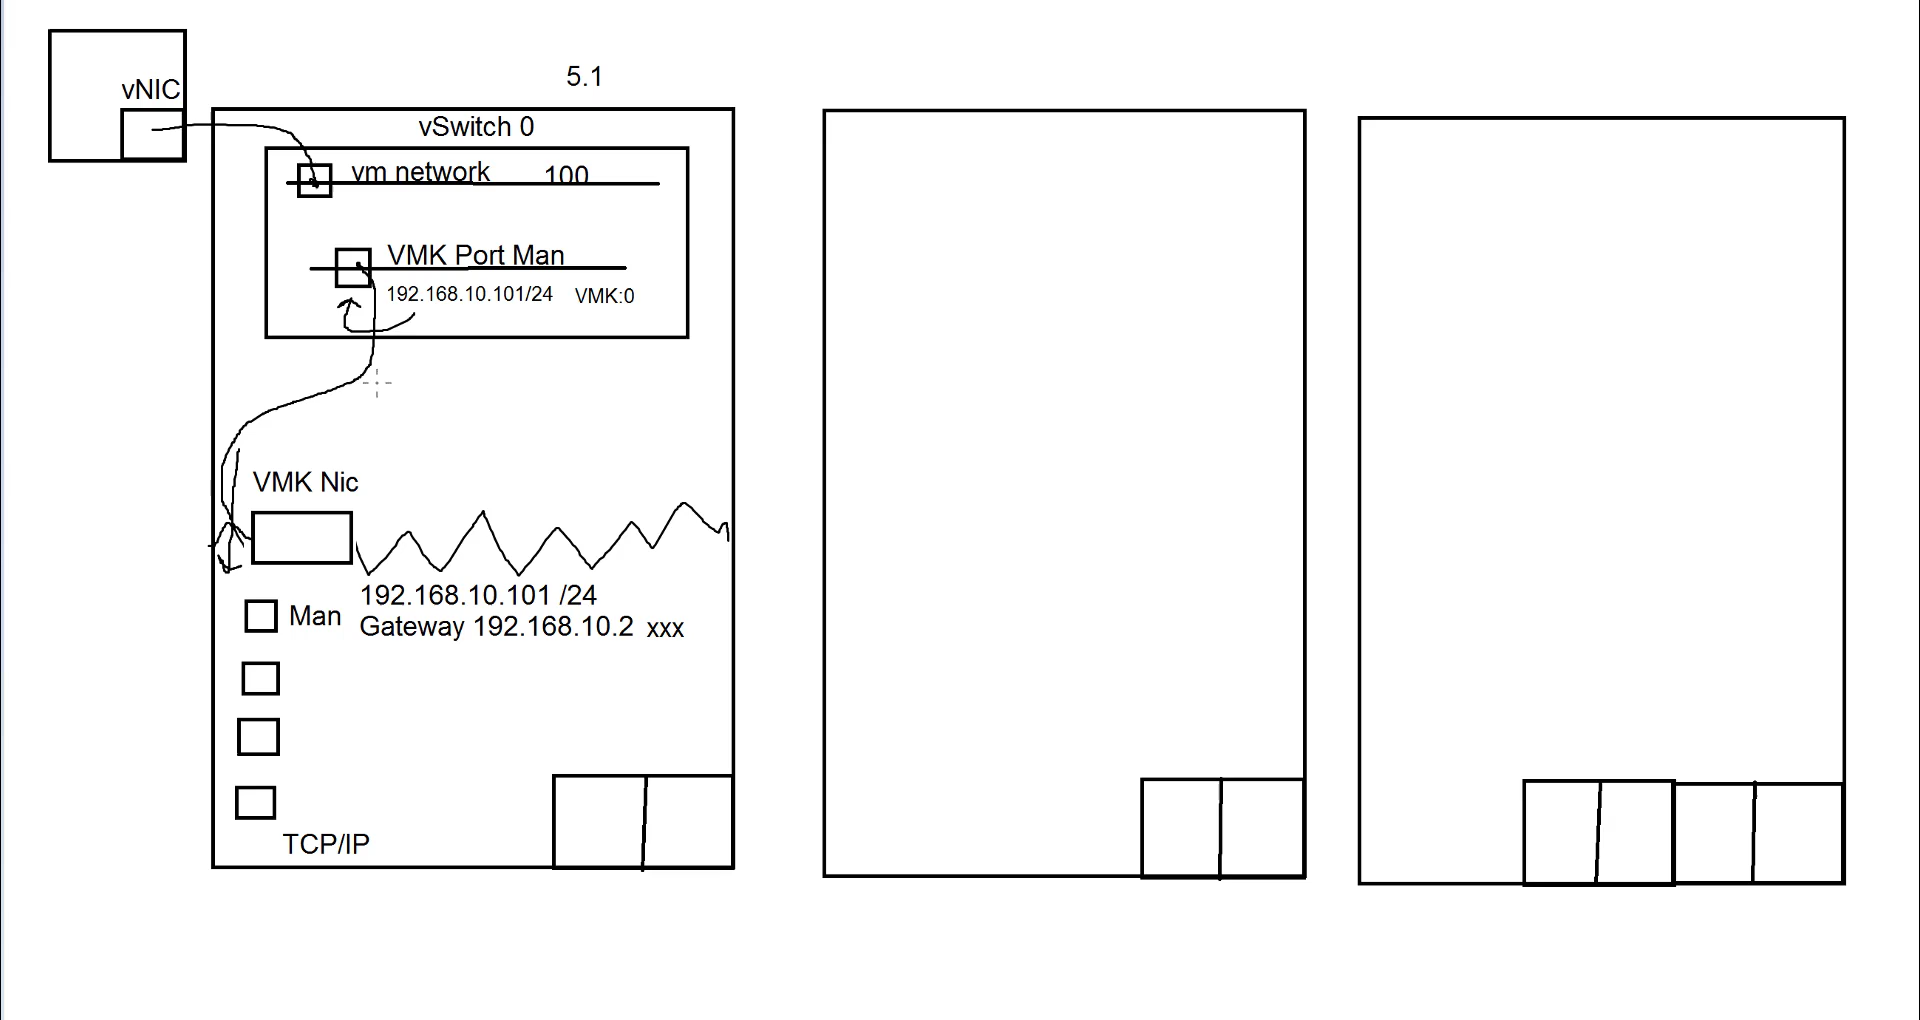 vNIC
5.1
vSwitch 0
vm network 100
VMK Port Man
192.168.10.101/24 VMK:0
VMK Nic
192.168.10.101 /24
Man
Gateway 192.168.10.2 xxx
TCP/IP